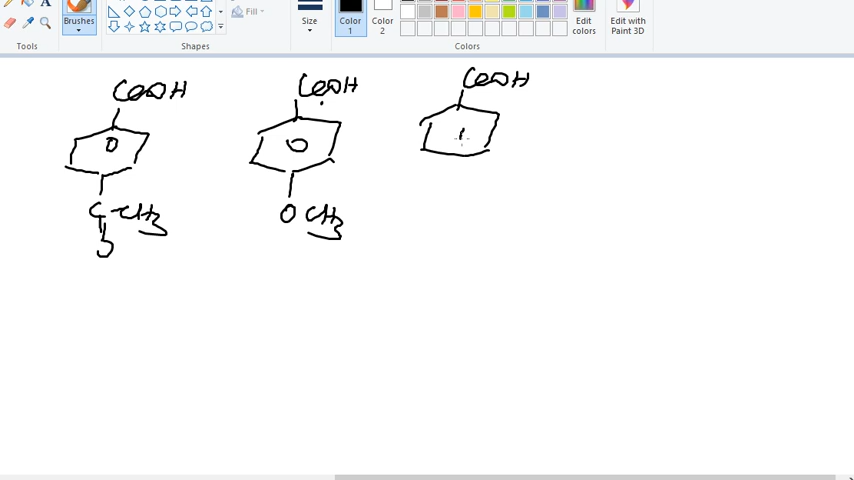 Brushes
Fill
Size
Color 1
Color 2
Edit colors
Edit with Paint 3D
Tools
Shapes
Colors
COOH
COOH
COOH
C-CH3
O
OCH3